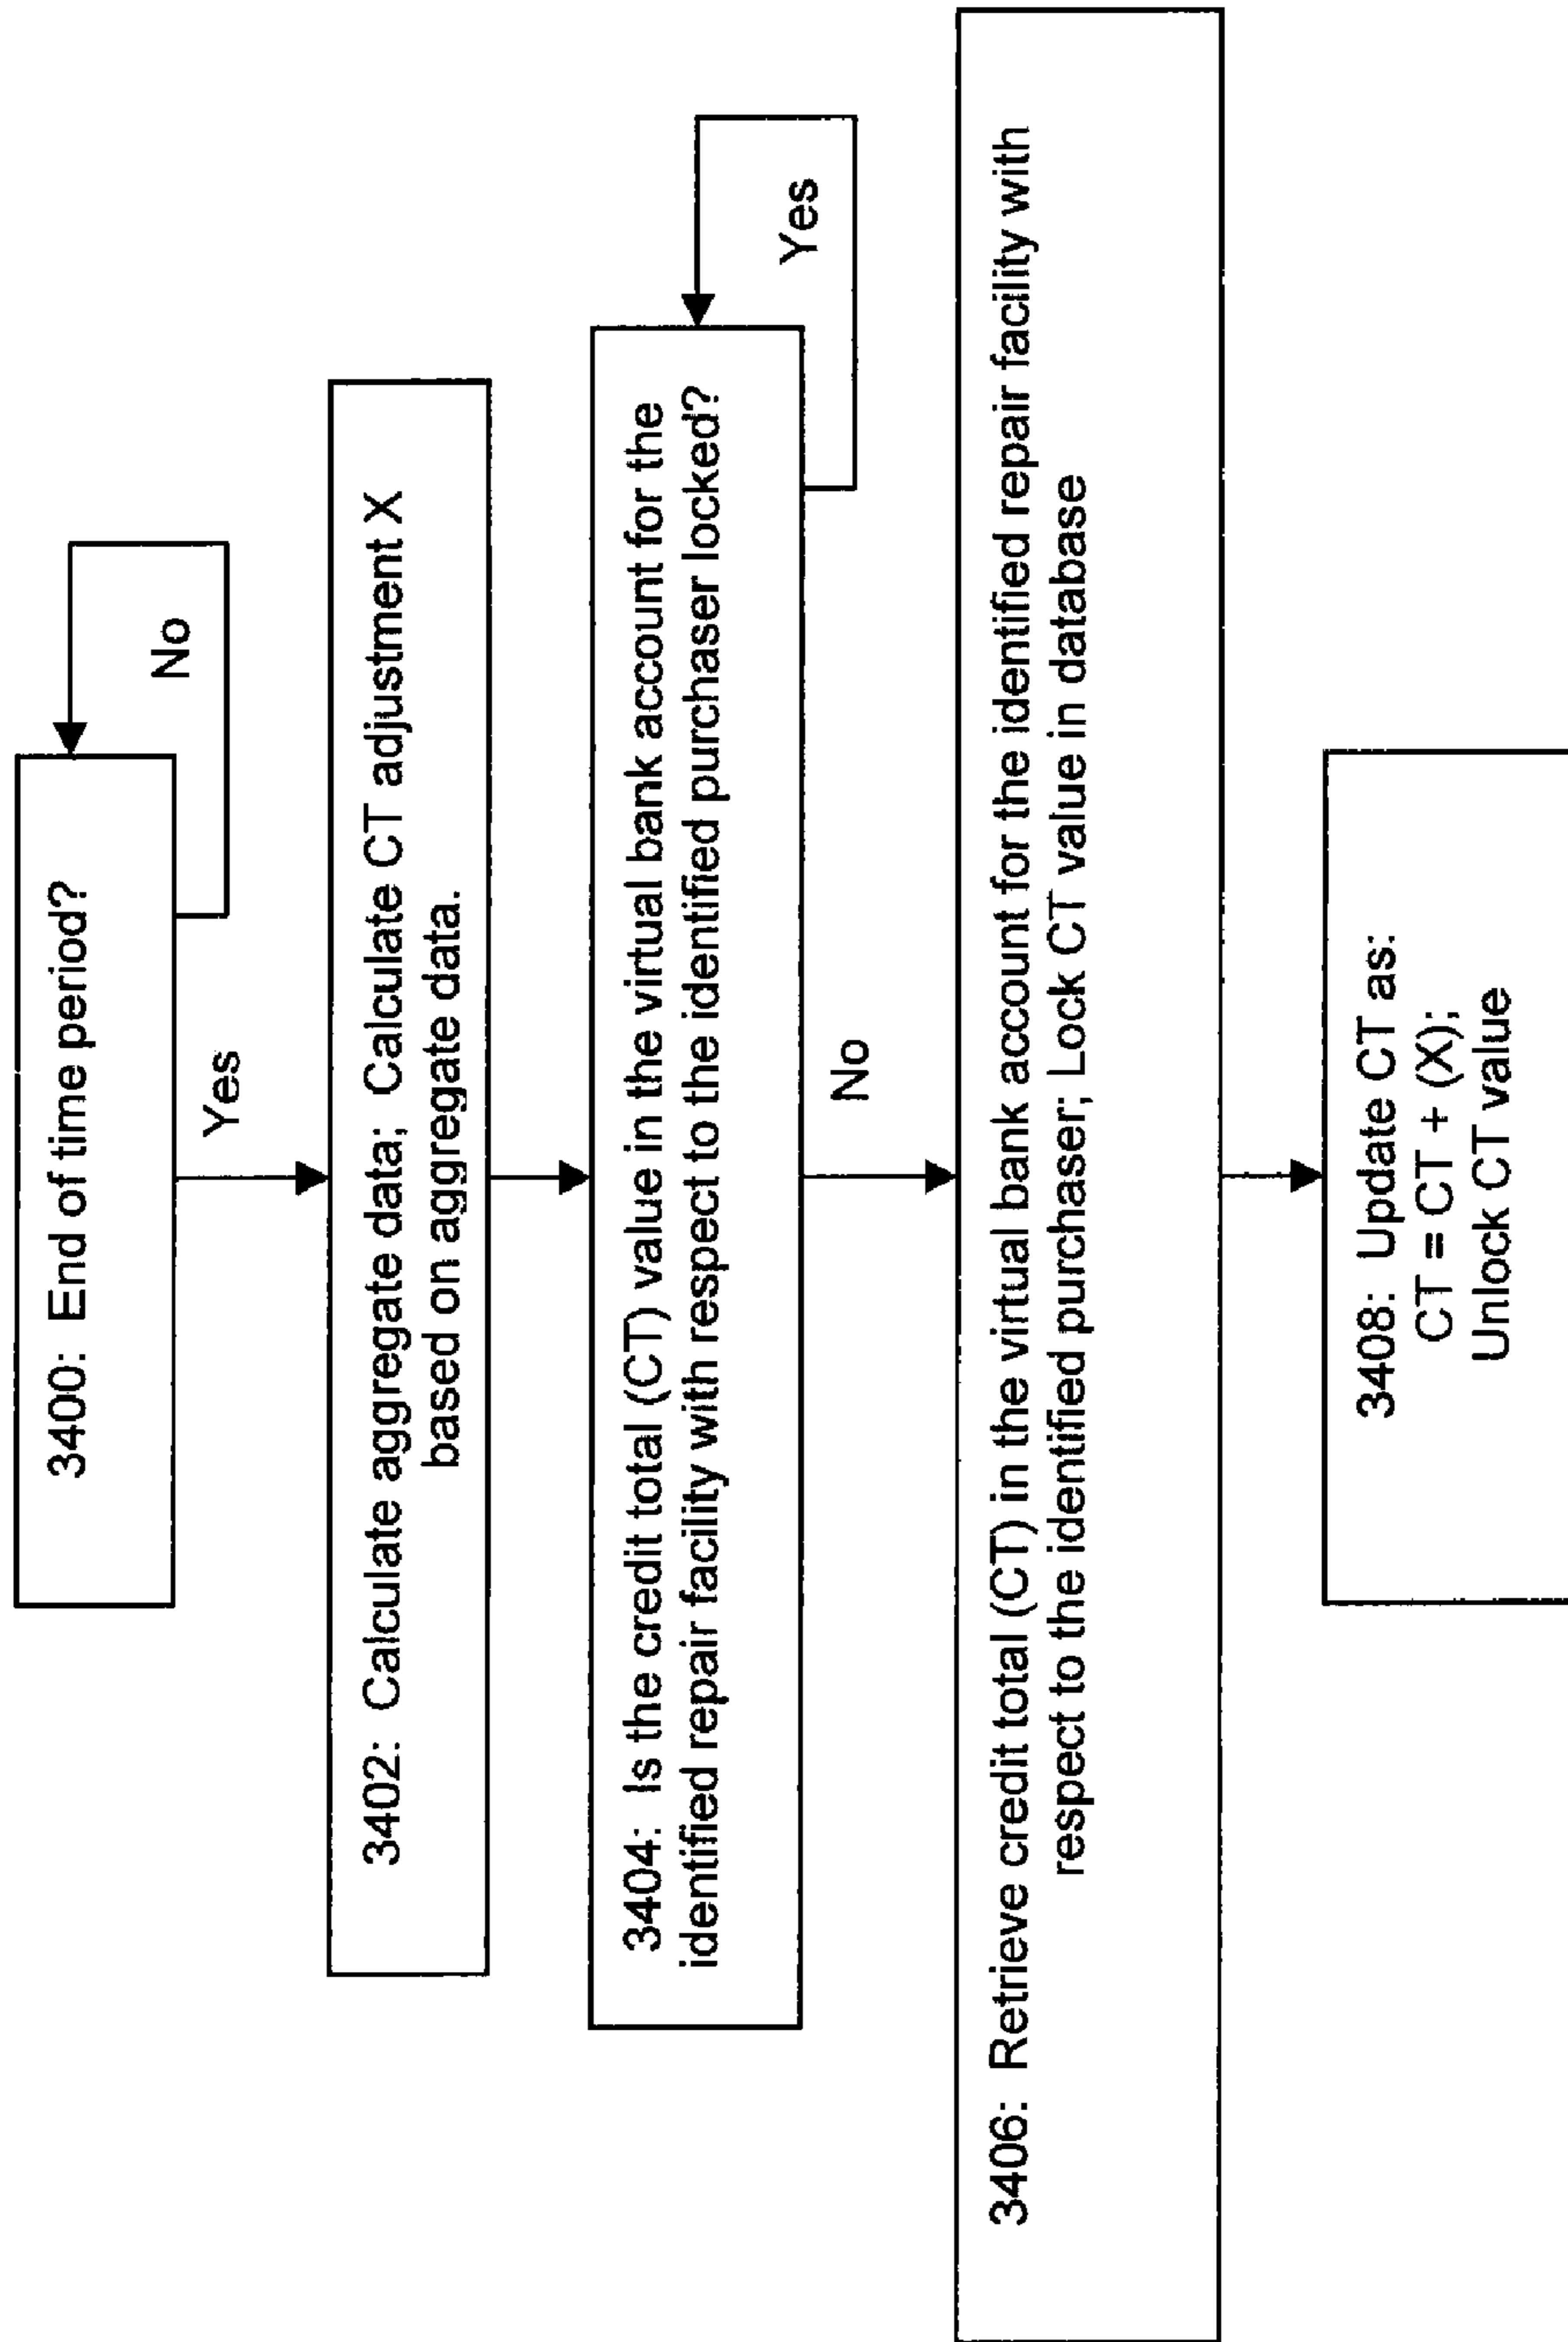 3400: End of time period?
No
Yes
3402: Calculate aggregate data; Calculate CT adjustment X
based on aggregate data.
3404: Is the credit total (CT) value in the virtual bank account for the
identified repair facility with respect to the identified purchaser locked?
Yes
No
3406: Retrieve credit total (CT) in the virtual bank account for the identified repair facility with
respect to the identified purchaser; Lock CT value in database
3408: Update CT as:
CT = CT + (X);
Unlock CT value